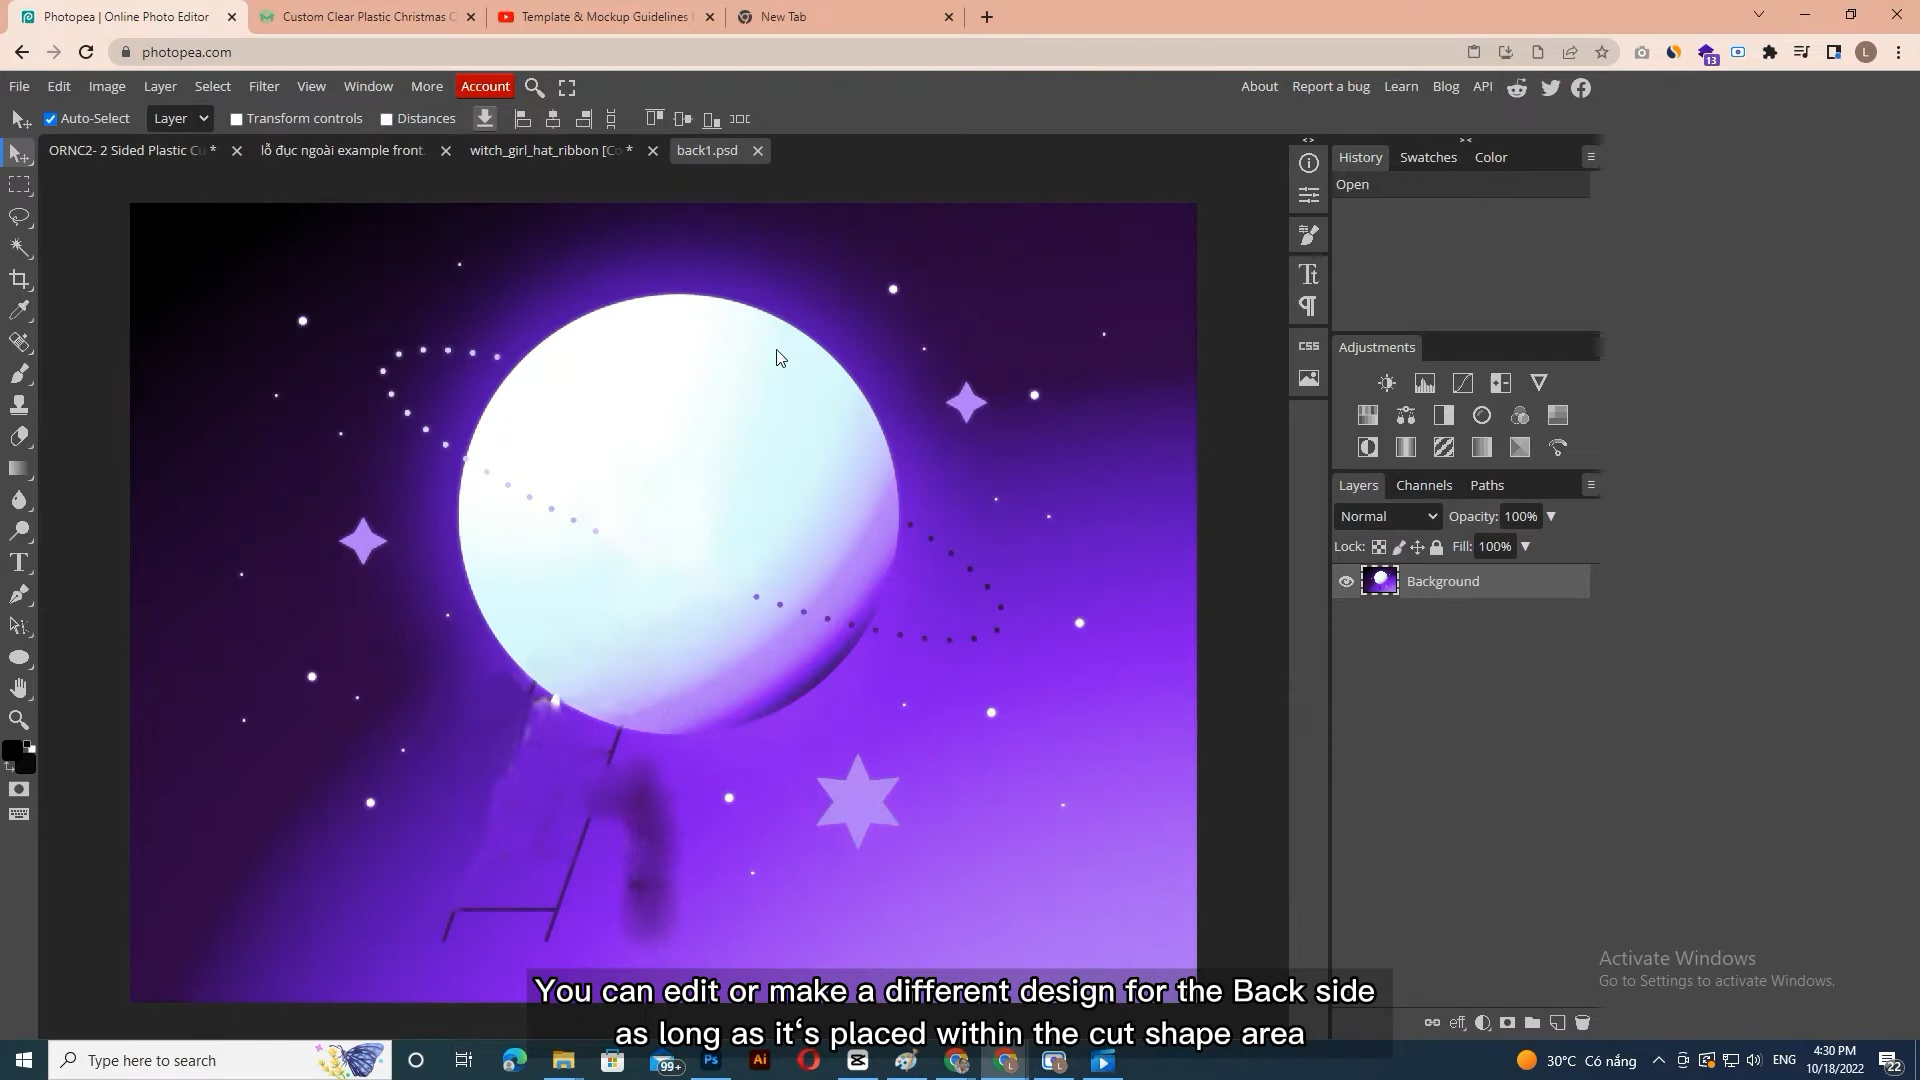 Photopea | Online Photo Editor
Custom Clear Plastic Christmas
Template & Mockup Guidelines
New Tab
photopea.com
13
L
File Edit Image Layer Select Filter View Window More Account
About Report a bug Learn Blog API
Auto-Select Layer Transform controls Distances
ORNC2- 2 Sided Plastic Cu *
lỗ đục ngoài example front
witch_girl_hat_ribbon [Co *
back1.psd
History Swatches Color
Open
CSS
Adjustments
Layers Channels Paths
Normal Opacity: 100%
Lock: Fill: 100%
Background
Activate Windows
Go to Settings to activate Windows.
You can edit or make a different design for the Back side
as long as it's placed within the cut shape area
eff
Type here to search
99+
Ps
Ai
30°C Có nắng
ENG
4:30 PM
10/18/2022
22